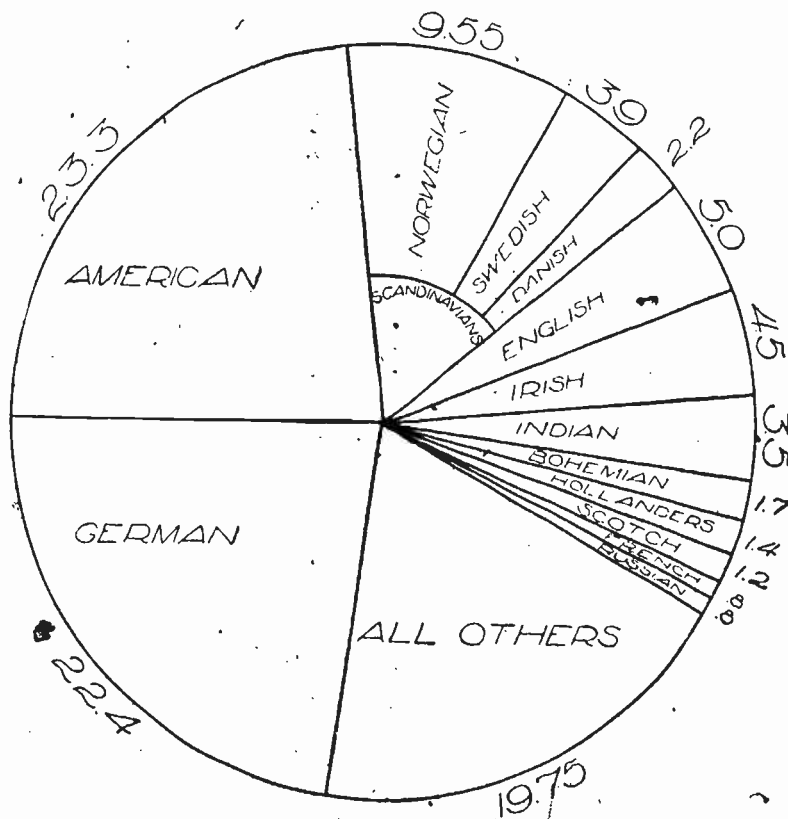 9.55
NORWEGIAN
3.9
SWEDISH
2.2
DANISH
SCANDINAVIANS
5.0
ENGLISH
4.5
IRISH
3.5
INDIAN
1.7
BOHEMIAN
1.4
HOLLANDERS
1.2
SCOTCH
.8
FRENCH
.8
RUSSIAN
19.75
ALL OTHERS
22.4
GERMAN
23.3
AMERICAN